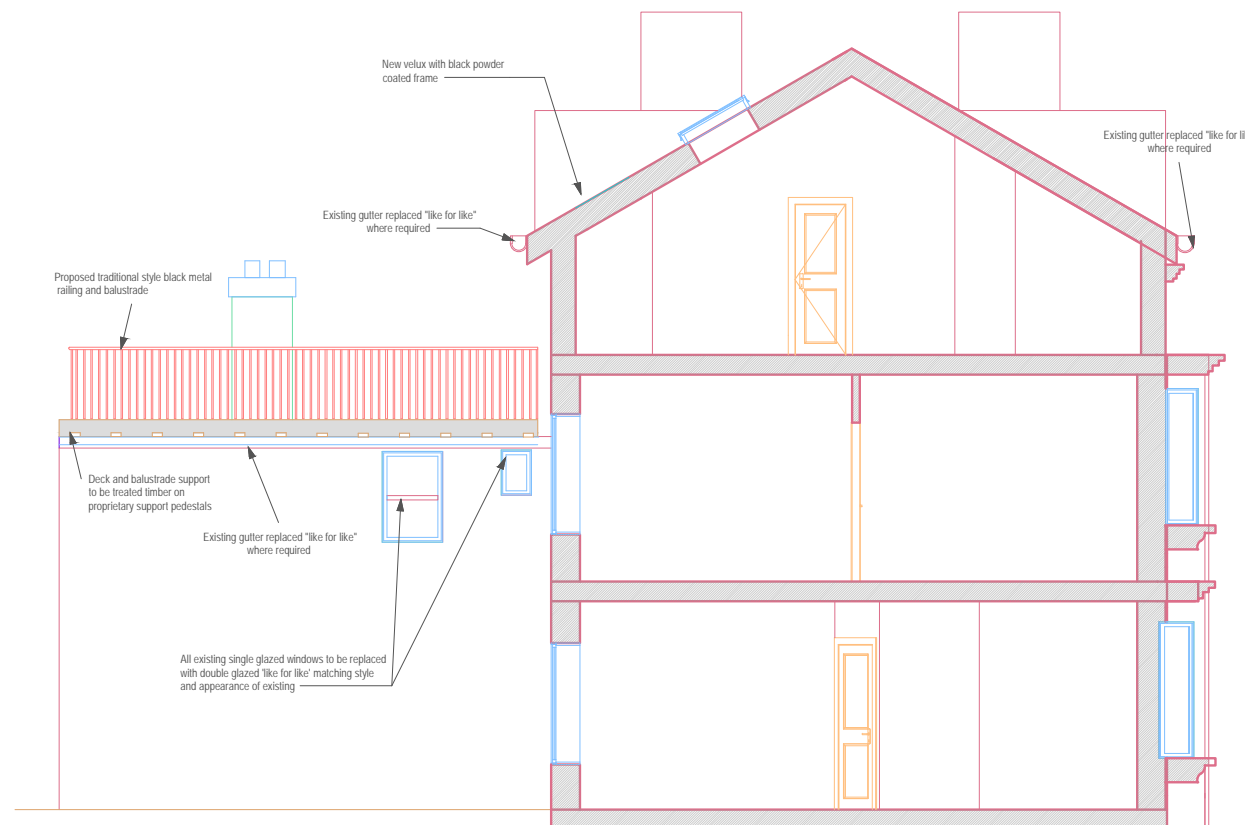 New velux with black powder
coated frame
Existing gutter replaced "like for li
where required
Existing gutter replaced "like for like"
where required
Proposed traditional style black metal
railing and balustrade
Deck and balustrade support
to be treated timber on
proprietary support pedestals
Existing gutter replaced "like for like"
where required
All existing single glazed windows to be replaced
with double glazed 'like for like' matching style
and appearance of existing